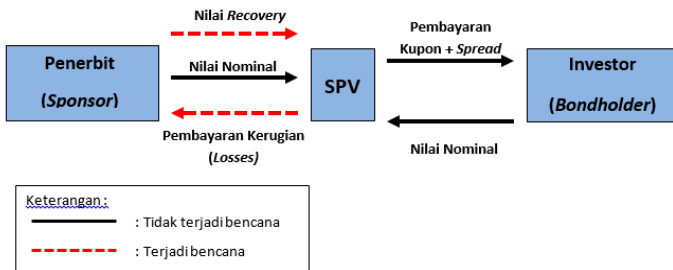 Nilai Recovery
Penerbit
(Sponsor)
Nilai Nominal
Pembayaran Kerugian
(Losses)
SPV
Pembayaran
Kupon + Spread
Nilai Nominal
Investor
(Bondholder)
Keterangan :
: Tidak terjadi bencana
: Terjadi bencana